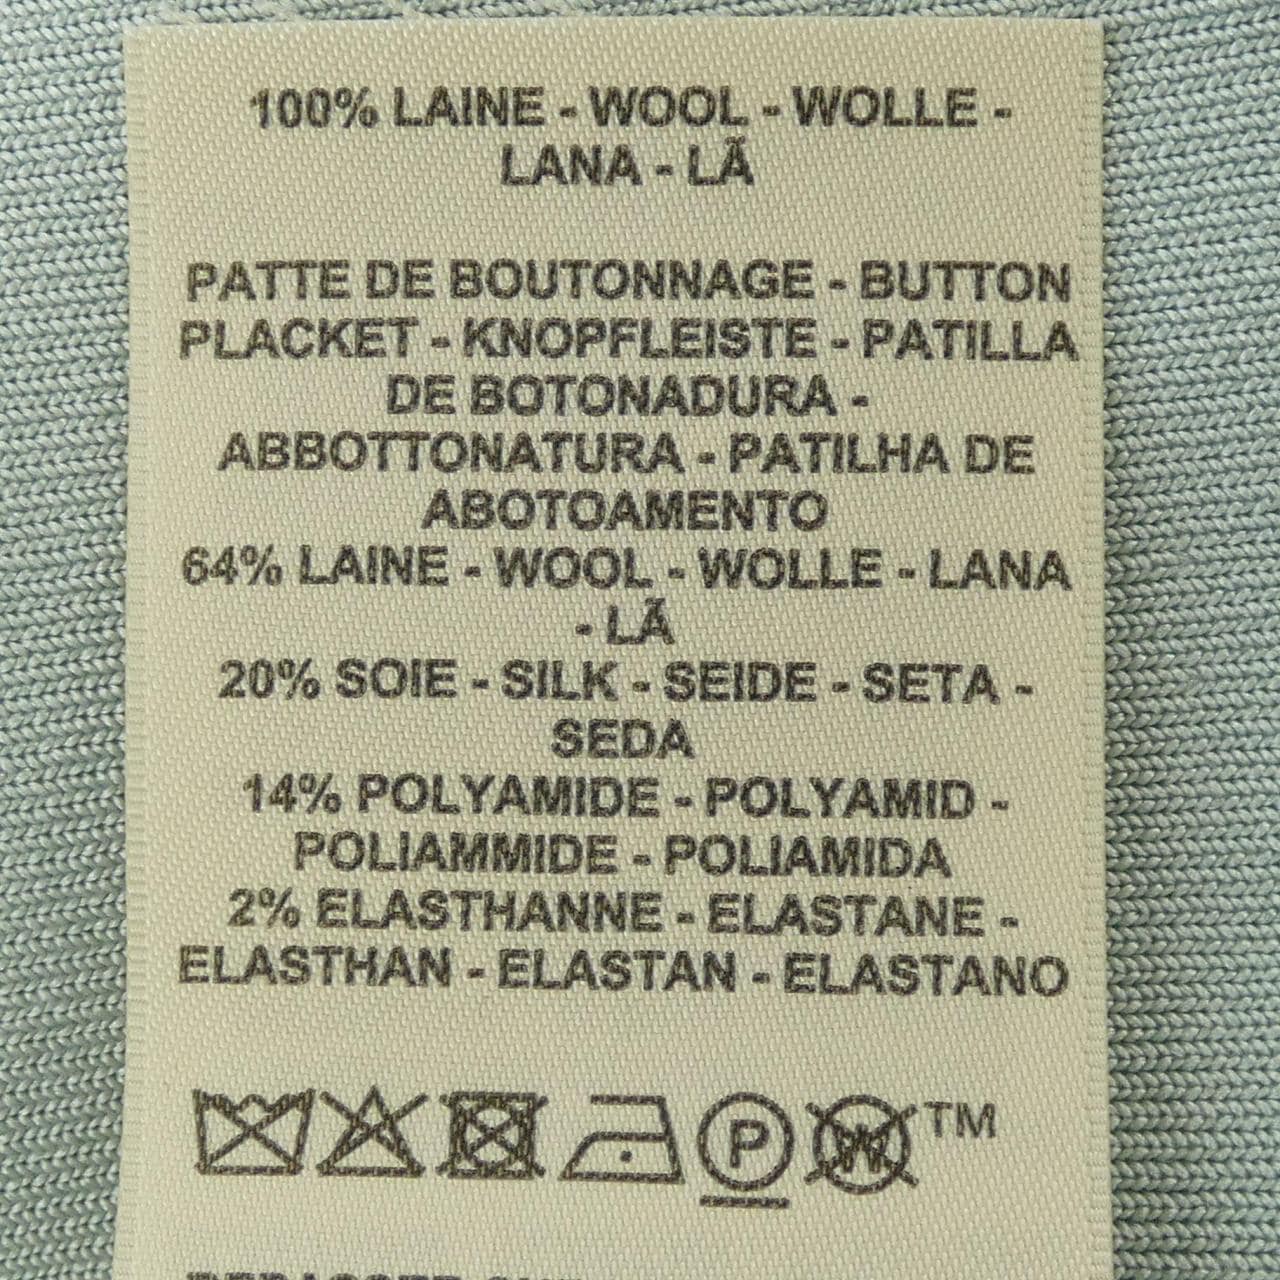 100% LAINE - WOOL - WOLLE -
LANA - LÃ
PATTE DE BOUTONNAGE - BUTTON
PLACKET - KNOPFLEISTE - PATILLA
DE BOTONADURA -
ABBOTTONATURA - PATILHA DE
ABOTOAMENTO
64% LAINE - WOOL - WOLLE - LANA
- LÃ
20% SOIE - SILK - SEIDE - SETA -
SEDA
14% POLYAMIDE - POLYAMID -
POLIAMMIDE - POLIAMIDA
2% ELASTHANNE - ELASTANE -
ELASTHAN - ELASTAN - ELASTANO
P W TM